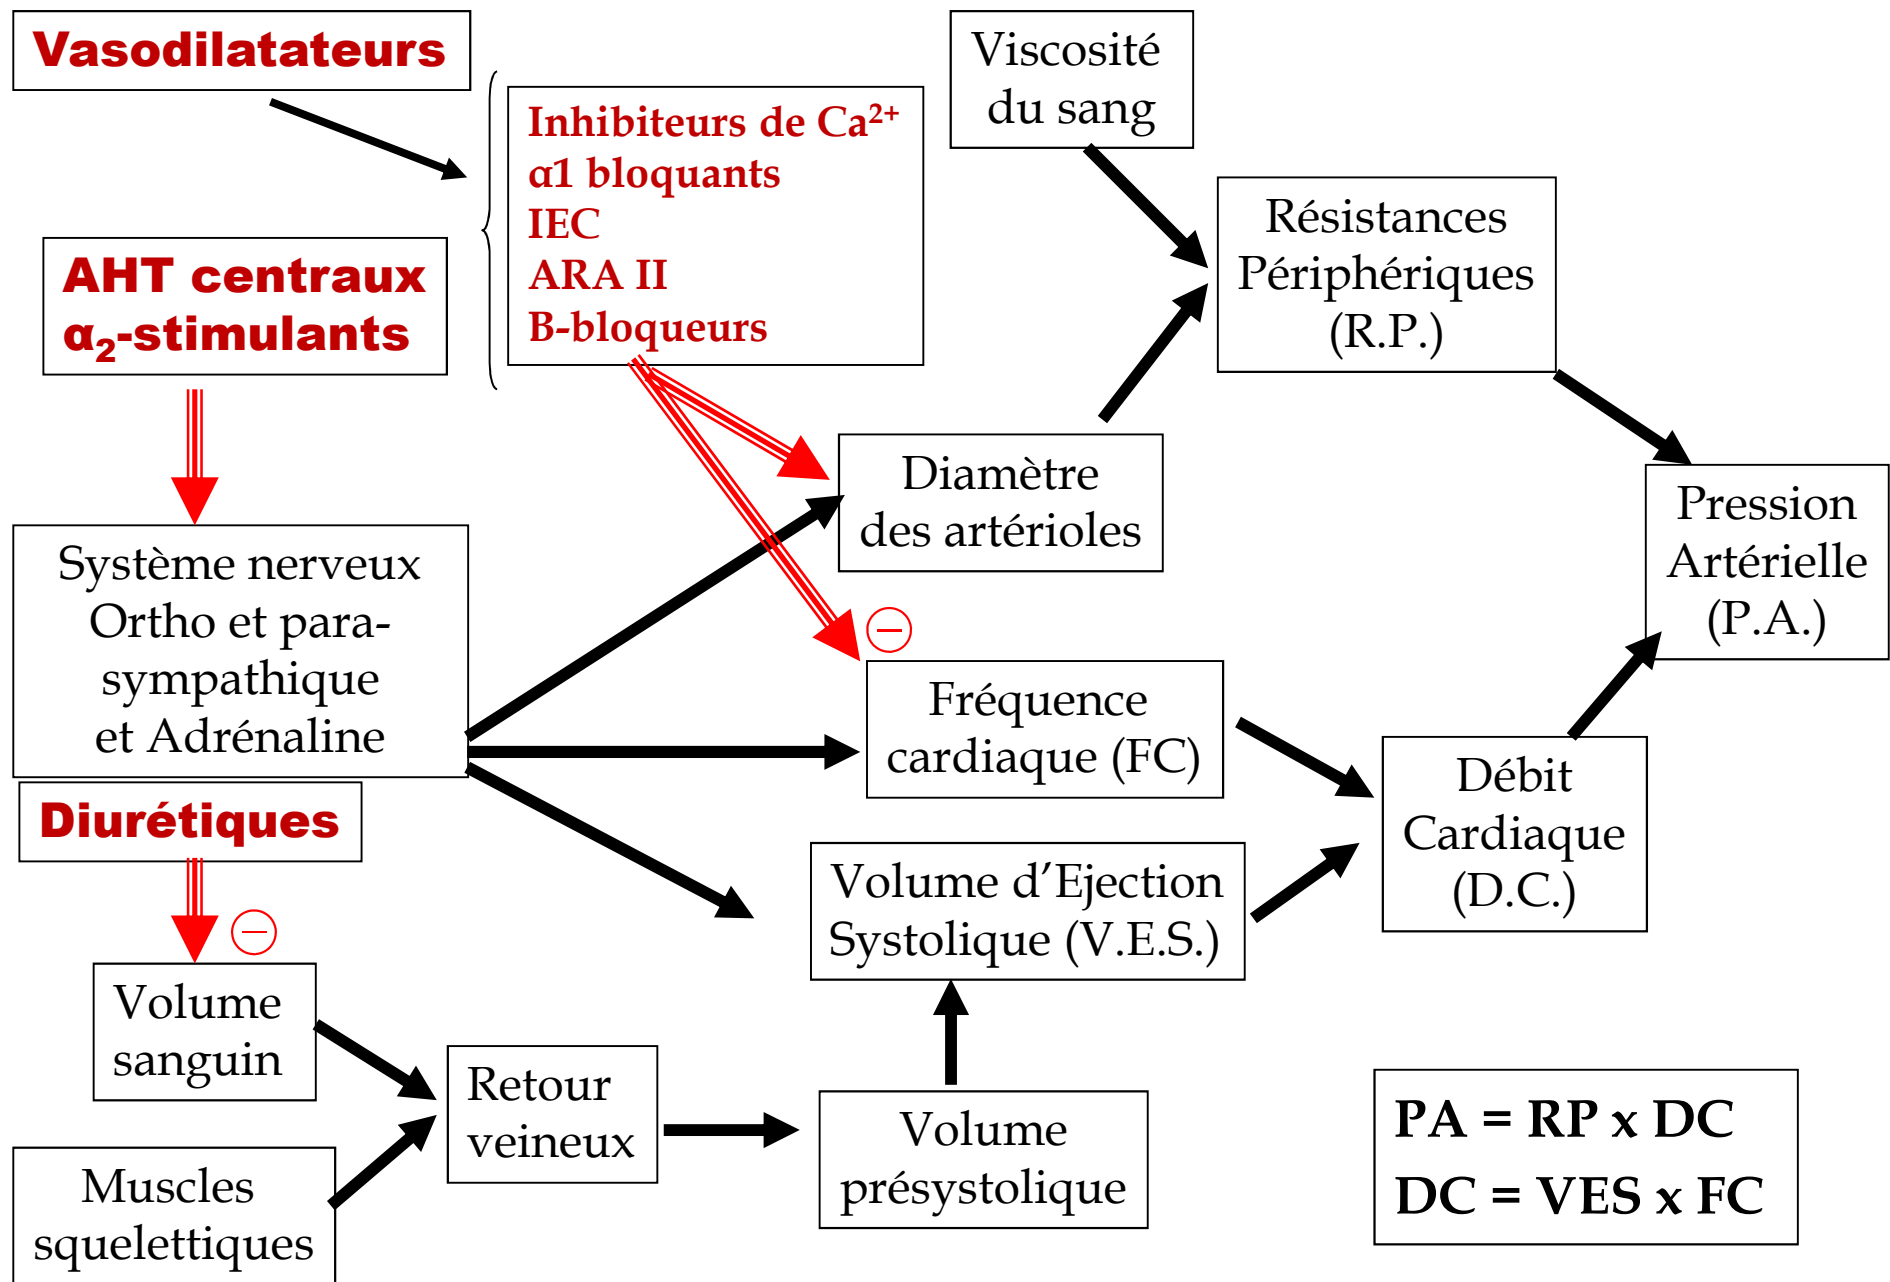 Vasodilatateurs
Inhibiteurs de Ca²⁺
α1 bloquants
IEC
ARA II
B-bloqueurs
Viscosité
du sang
Résistances
Périphériques
(R.P.)
AHT centraux
α₂-stimulants
Diamètre
des artérioles
Pression
Artérielle
(P.A.)
Système nerveux
Ortho et para-
sympathique
et Adrénaline
−
Fréquence
cardiaque (FC)
Débit
Cardiaque
(D.C.)
Diurétiques
−
Volume d’Ejection
Systolique (V.E.S.)
Volume
sanguin
Retour
veineux
Volume
présystolique
Muscles
squelettiques
PA = RP x DC
DC = VES x FC